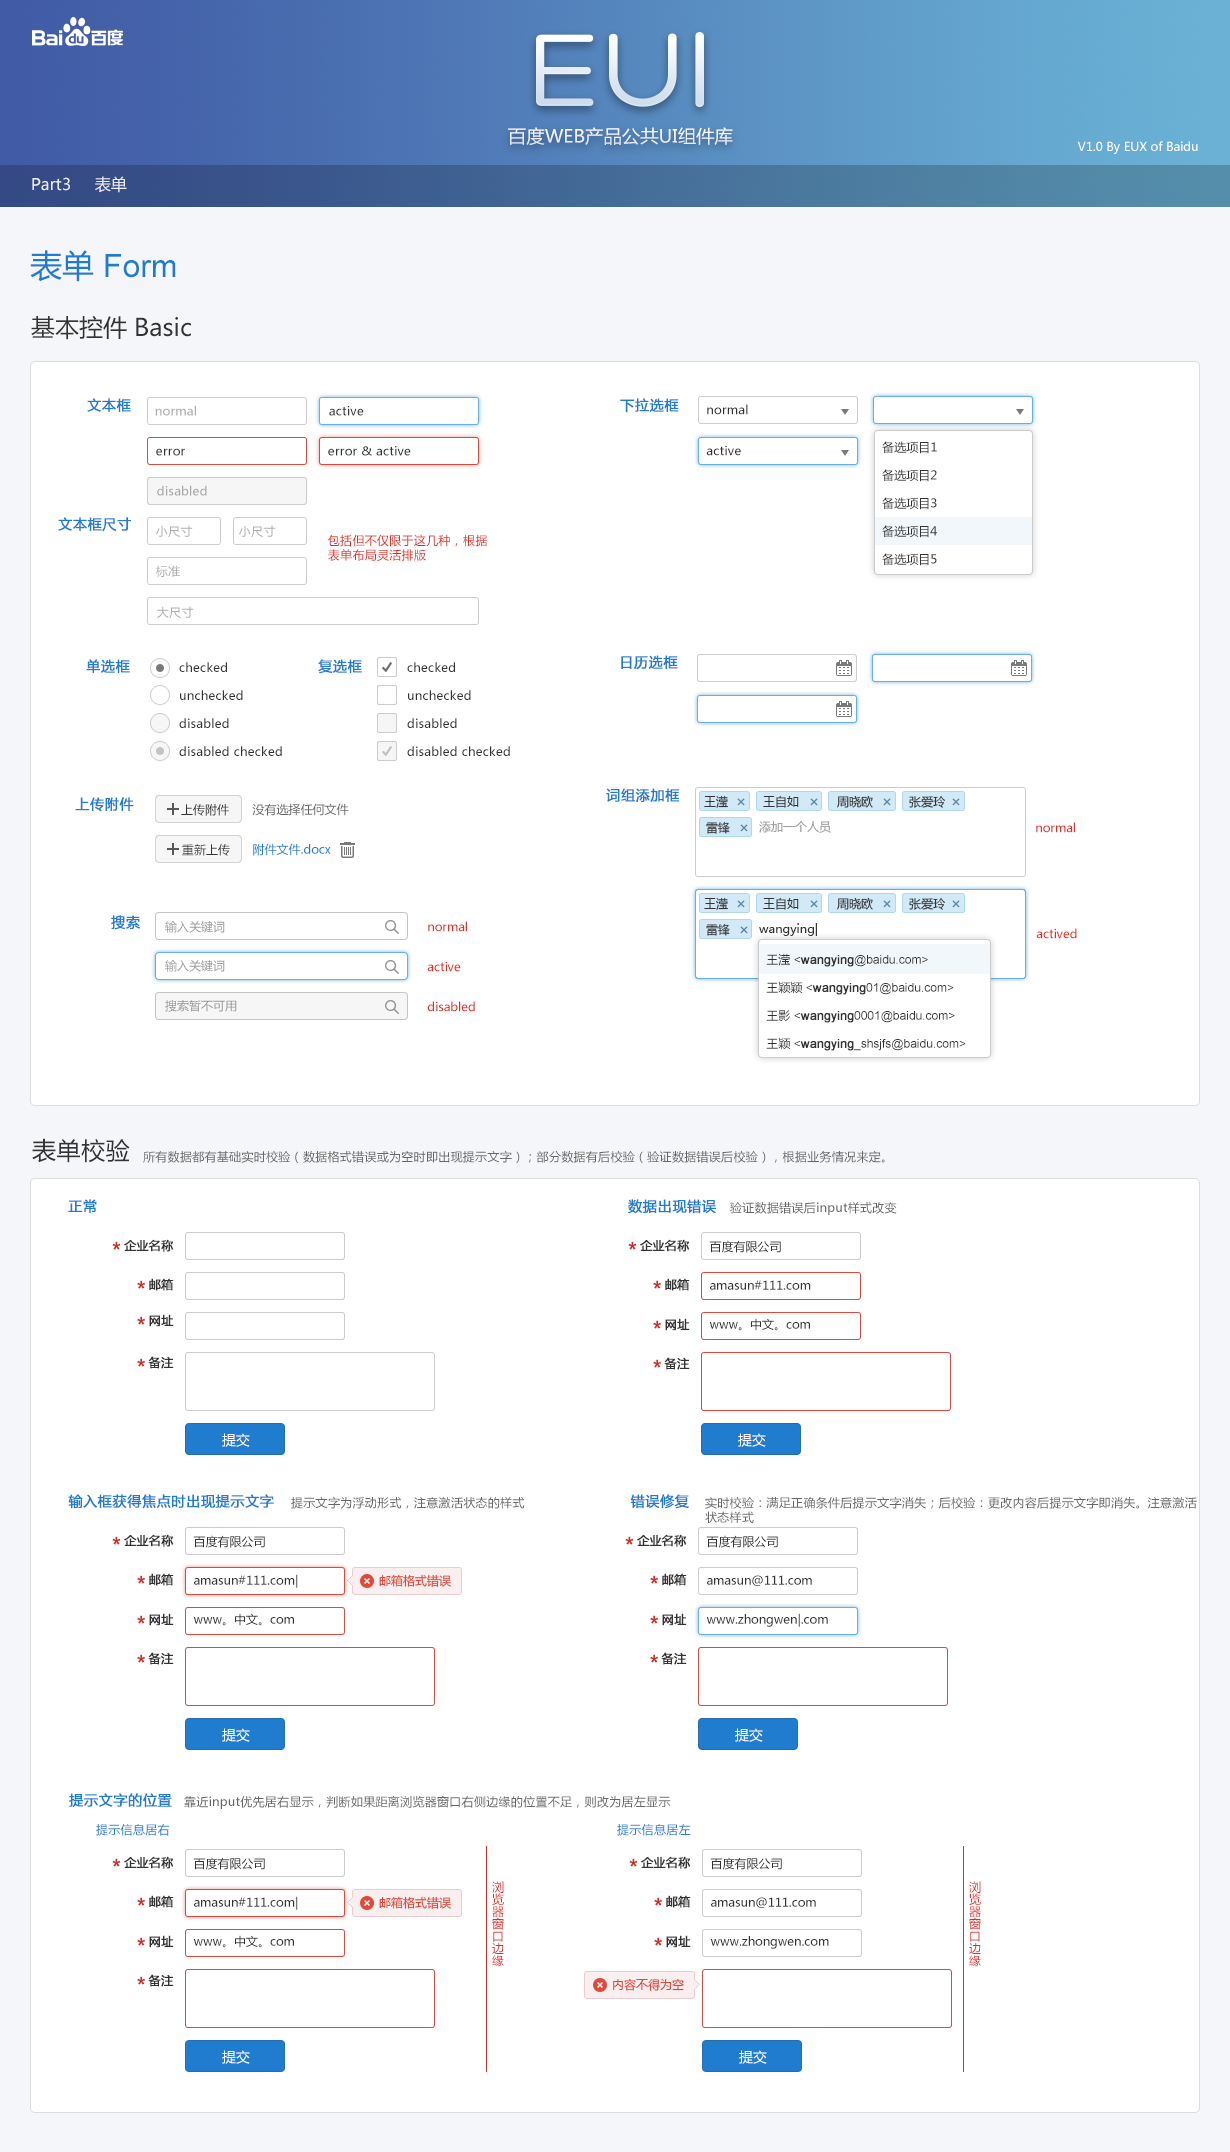 Bai du 百度
EUI
百度WEB产品公共UI组件库
V1.0 By EUX of Baidu
Part3 表单
表单 Form
基本控件 Basic
文本框 normal active
error error & active
disabled
文本框尺寸 小尺寸 小尺寸
包括但不仅限于这几种，根据
表单布局灵活排版
标准
大尺寸
下拉选框 normal
active
备选项目1
备选项目2
备选项目3
备选项目4
备选项目5
单选框 checked
unchecked
disabled
disabled checked
复选框 checked
unchecked
disabled
disabled checked
日历选框
上传附件 上传附件 没有选择任何文件
重新上传 附件文件.docx
词组添加框 王滢 × 王自如 × 周晓欧 × 张爱玲 ×
雷锋 × 添加一个人员 normal
王滢 × 王自如 × 周晓欧 × 张爱玲 ×
雷锋 × wangying| actived
王滢 <wangying@baidu.com>
王颖颖 <wangying01@baidu.com>
王影 <wangying0001@baidu.com>
王颖 <wangying_shsjfs@baidu.com>
搜索 输入关键词 normal
输入关键词 active
搜索暂不可用 disabled
表单校验 所有数据都有基础实时校验（数据格式错误或为空时即出现提示文字）；部分数据有后校验（验证数据错误后校验），根据业务情况来定。
正常
* 企业名称
* 邮箱
* 网址
* 备注
提交
数据出现错误 验证数据错误后input样式改变
* 企业名称 百度有限公司
* 邮箱 amasun#111.com
* 网址 www。中文。com
* 备注
提交
输入框获得焦点时出现提示文字 提示文字为浮动形式，注意激活状态的样式
* 企业名称 百度有限公司
* 邮箱 amasun#111.com| 邮箱格式错误
* 网址 www。中文。com
* 备注
提交
错误修复 实时校验：满足正确条件后提示文字消失；后校验：更改内容后提示文字即消失。注意激活
状态样式
* 企业名称 百度有限公司
* 邮箱 amasun@111.com
* 网址 www.zhongwen|.com
* 备注
提交
提示文字的位置 靠近input优先居右显示，判断如果距离浏览器窗口右侧边缘的位置不足，则改为居左显示
提示信息居右
* 企业名称 百度有限公司
* 邮箱 amasun#111.com| 邮箱格式错误
* 网址 www。中文。com
* 备注
提交
浏览器窗口边缘
提示信息居左
* 企业名称 百度有限公司
* 邮箱 amasun@111.com
* 网址 www.zhongwen.com
* 备注
内容不得为空
提交
浏览器窗口边缘